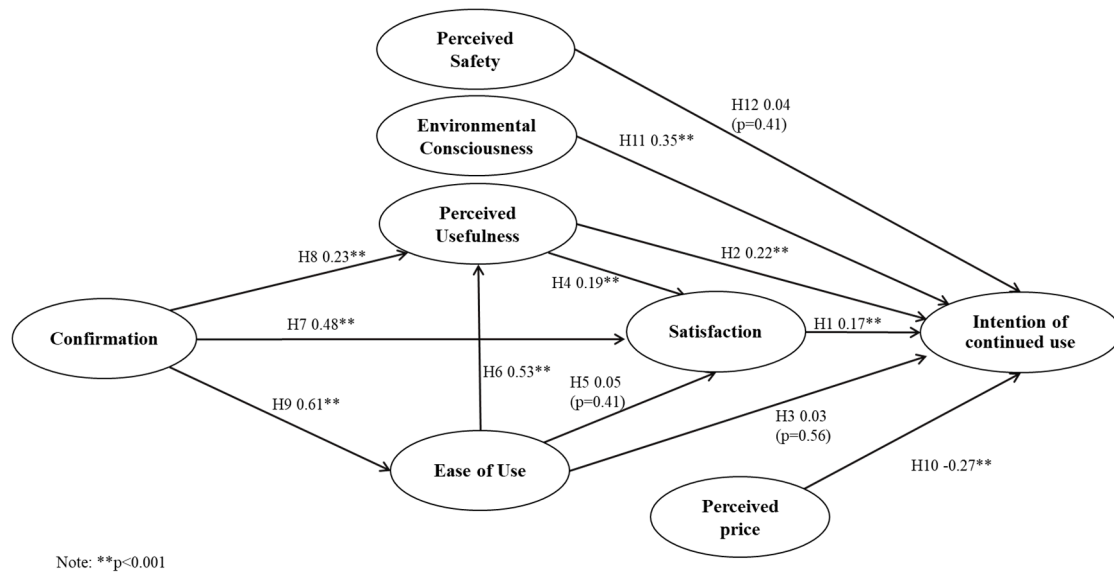 Perceived
Safety
H12 0.04
(p=0.41)
Environmental
Consciousness
H11 0.35**
Perceived
Usefulness
H8 0.23**
H2 0.22**
H4 0.19**
Confirmation
H7 0.48**
Satisfaction
H1 0.17**
Intention of
continued use
H6 0.53**
H5 0.05
(p=0.41)
H9 0.61**
H3 0.03
(p=0.56)
Ease of Use
H10 -0.27**
Perceived
price
Note: **p<0.001